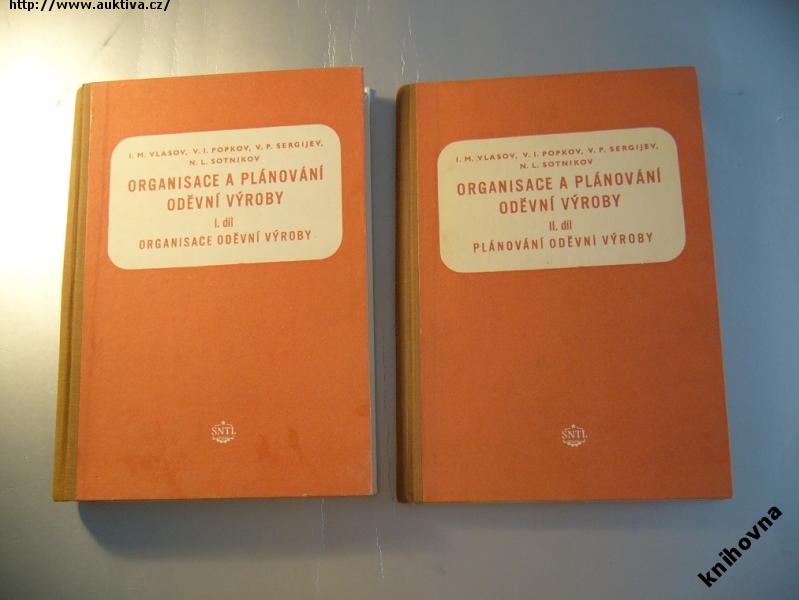 http://www.auktiva.cz/
I. M. VLASOV, V. I. POPKOV, V. P. SERGIJEV,
N. L. SOTNIKOV
ORGANISACE A PLÁNOVÁNÍ
ODĚVNÍ VÝROBY
I. díl
ORGANISACE ODĚVNÍ VÝROBY
SNTL
I. M. VLASOV, V. I. POPKOV, V. P. SERGIJEV,
N. L. SOTNIKOV
ORGANISACE A PLÁNOVÁNÍ
ODĚVNÍ VÝROBY
II. díl
PLÁNOVÁNÍ ODĚVNÍ VÝROBY
SNTL
knihovna